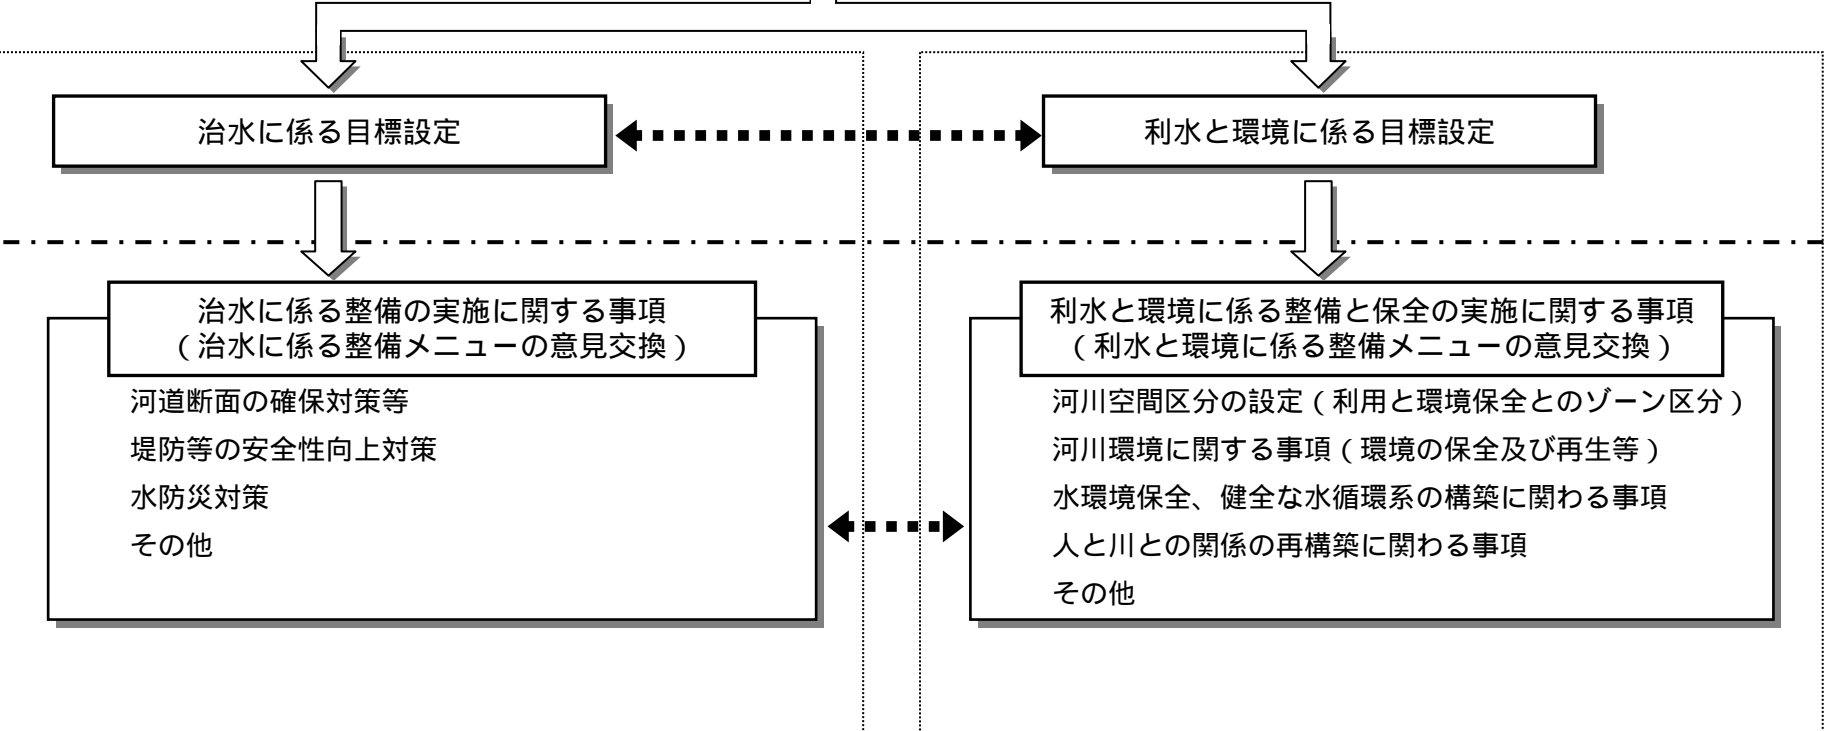 治水に係る目標設定
利水と環境に係る目標設定
治水に係る整備の実施に関する事項
（治水に係る整備メニューの意見交換）
河道断面の確保対策等
堤防等の安全性向上対策
水防災対策
その他
利水と環境に係る整備と保全の実施に関する事項
（利水と環境に係る整備メニューの意見交換）
河川空間区分の設定（利用と環境保全とのゾーン区分）
河川環境に関する事項（環境の保全及び再生等）
水環境保全、健全な水循環系の構築に関わる事項
人と川との関係の再構築に関わる事項
その他